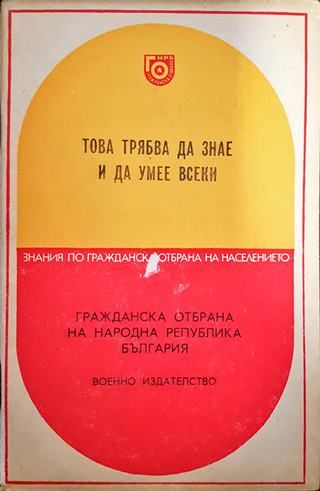 ТОВА ТРЯБВА ДА ЗНАЕ
И ДА УМЕЕ ВСЕКИ
ЗНАНИЯ ПО ГРАЖДАНСКА ОТБРАНА НА НАСЕЛЕНИЕТО
ГРАЖДАНСКА ОТБРАНА
НА НАРОДНА РЕПУБЛИКА
БЪЛГАРИЯ
ВОЕННО ИЗДАТЕЛСТВО